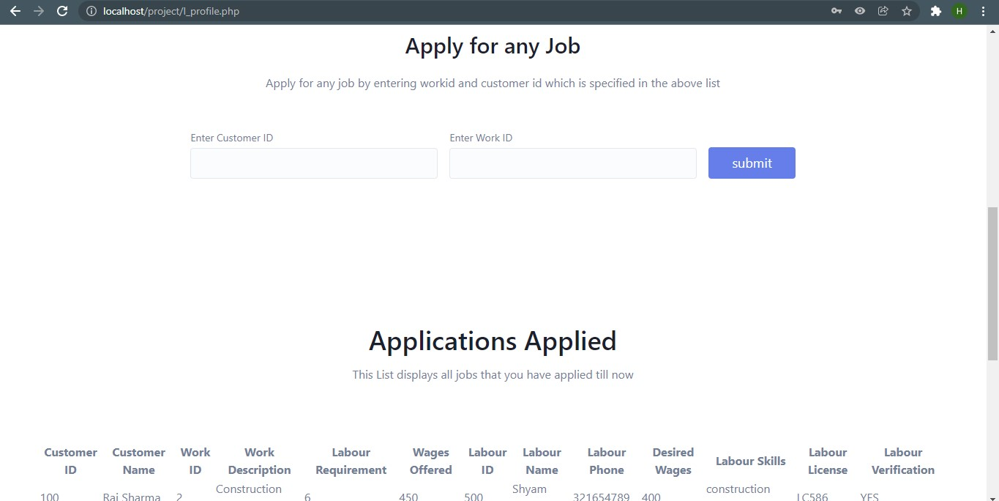 localhost/project/l_profile.php
H
Apply for any Job
Apply for any job by entering workid and customer id which is specified in the above list
Enter Customer ID
Enter Work ID
submit
Applications Applied
This List displays all jobs that you have applied till now
Customer Customer Work Work Labour Wages Labour Labour Labour Desired Labour Skills Labour Labour
ID Name ID Description Requirement Offered ID Name Phone Wages License Verification
Construction Shyam construction
100 Raj Sharma 2 6 450 500 321654789 400 LC586 YES